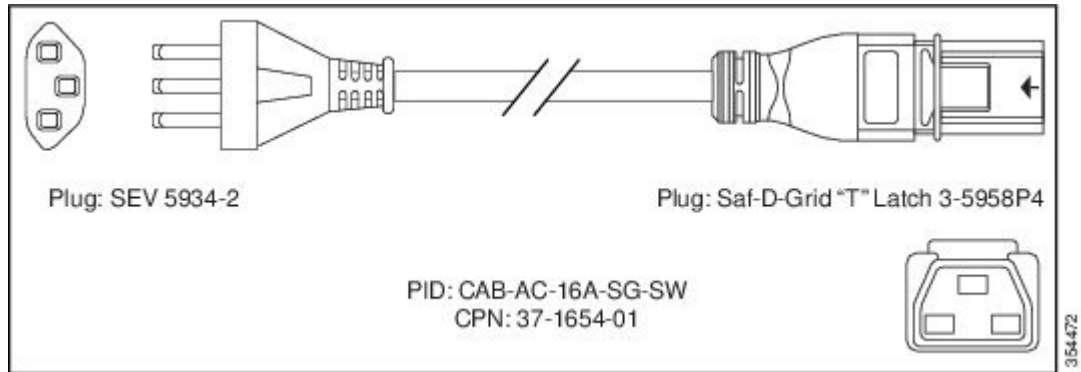 Plug: SEV 5934-2
Plug: Saf-D-Grid “T” Latch 3-5958P4
PID: CAB-AC-16A-SG-SW
CPN: 37-1654-01
354472